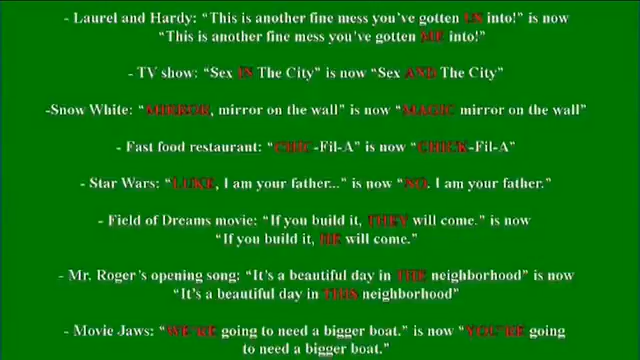 - Laurel and Hardy: “This is another fine mess you’ve gotten US into!” is now
“This is another fine mess you’ve gotten ME into!”
- TV show: “Sex IN The City” is now “Sex AND The City”
-Snow White: “MIRROR, mirror on the wall” is now “MAGIC mirror on the wall”
- Fast food restaurant: “CHIC-Fil-A” is now “CHICK-Fil-A”
- Star Wars: “LUKE, I am your father...” is now “NO. I am your father.”
- Field of Dreams movie: “If you build it, THEY will come.” is now
“If you build it, HE will come.”
- Mr. Roger’s opening song: “It’s a beautiful day in THE neighborhood” is now
“It’s a beautiful day in THIS neighborhood”
- Movie Jaws: “WE’RE going to need a bigger boat.” is now “YOU’RE going
to need a bigger boat.”